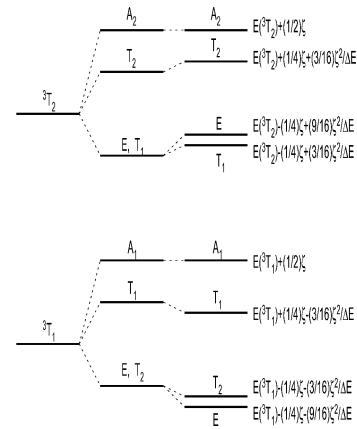 A₂ A₂ E(³T₂)+(1/2)ζ
T₂ T₂ E(³T₂)+(1/4)ζ+(3/16)ζ²/ΔE
³T₂
E, T₁ E E(³T₂)-(1/4)ζ+(9/16)ζ²/ΔE
T₁ E(³T₂)-(1/4)ζ+(3/16)ζ²/ΔE
A₁ A₁ E(³T₁)+(1/2)ζ
T₁ T₁ E(³T₁)+(1/4)ζ-(3/16)ζ²/ΔE
³T₁
E, T₂ T₂ E(³T₁)-(1/4)ζ-(3/16)ζ²/ΔE
E E(³T₁)-(1/4)ζ-(9/16)ζ²/ΔE